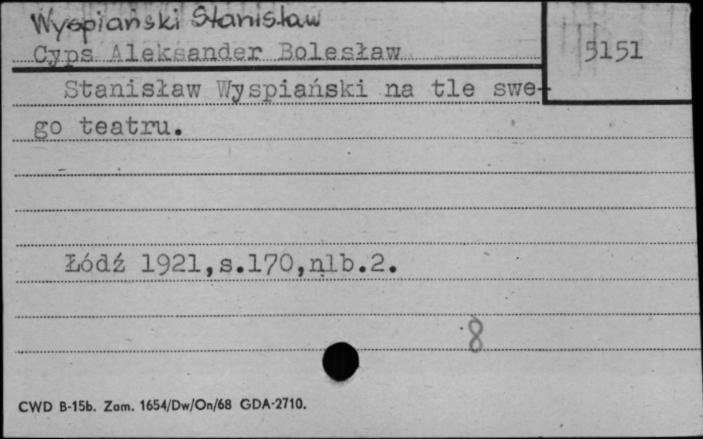 Wyspiański Stanisław
Cyps Aleksander Bolesław
5151
Stanisław Wyspiański na tle swe-
go teatru.
Łódź 1921,s.170,nlb.2.
8
CWD B-15b. Zam. 1654/Dw/On/68 GDA-2710.